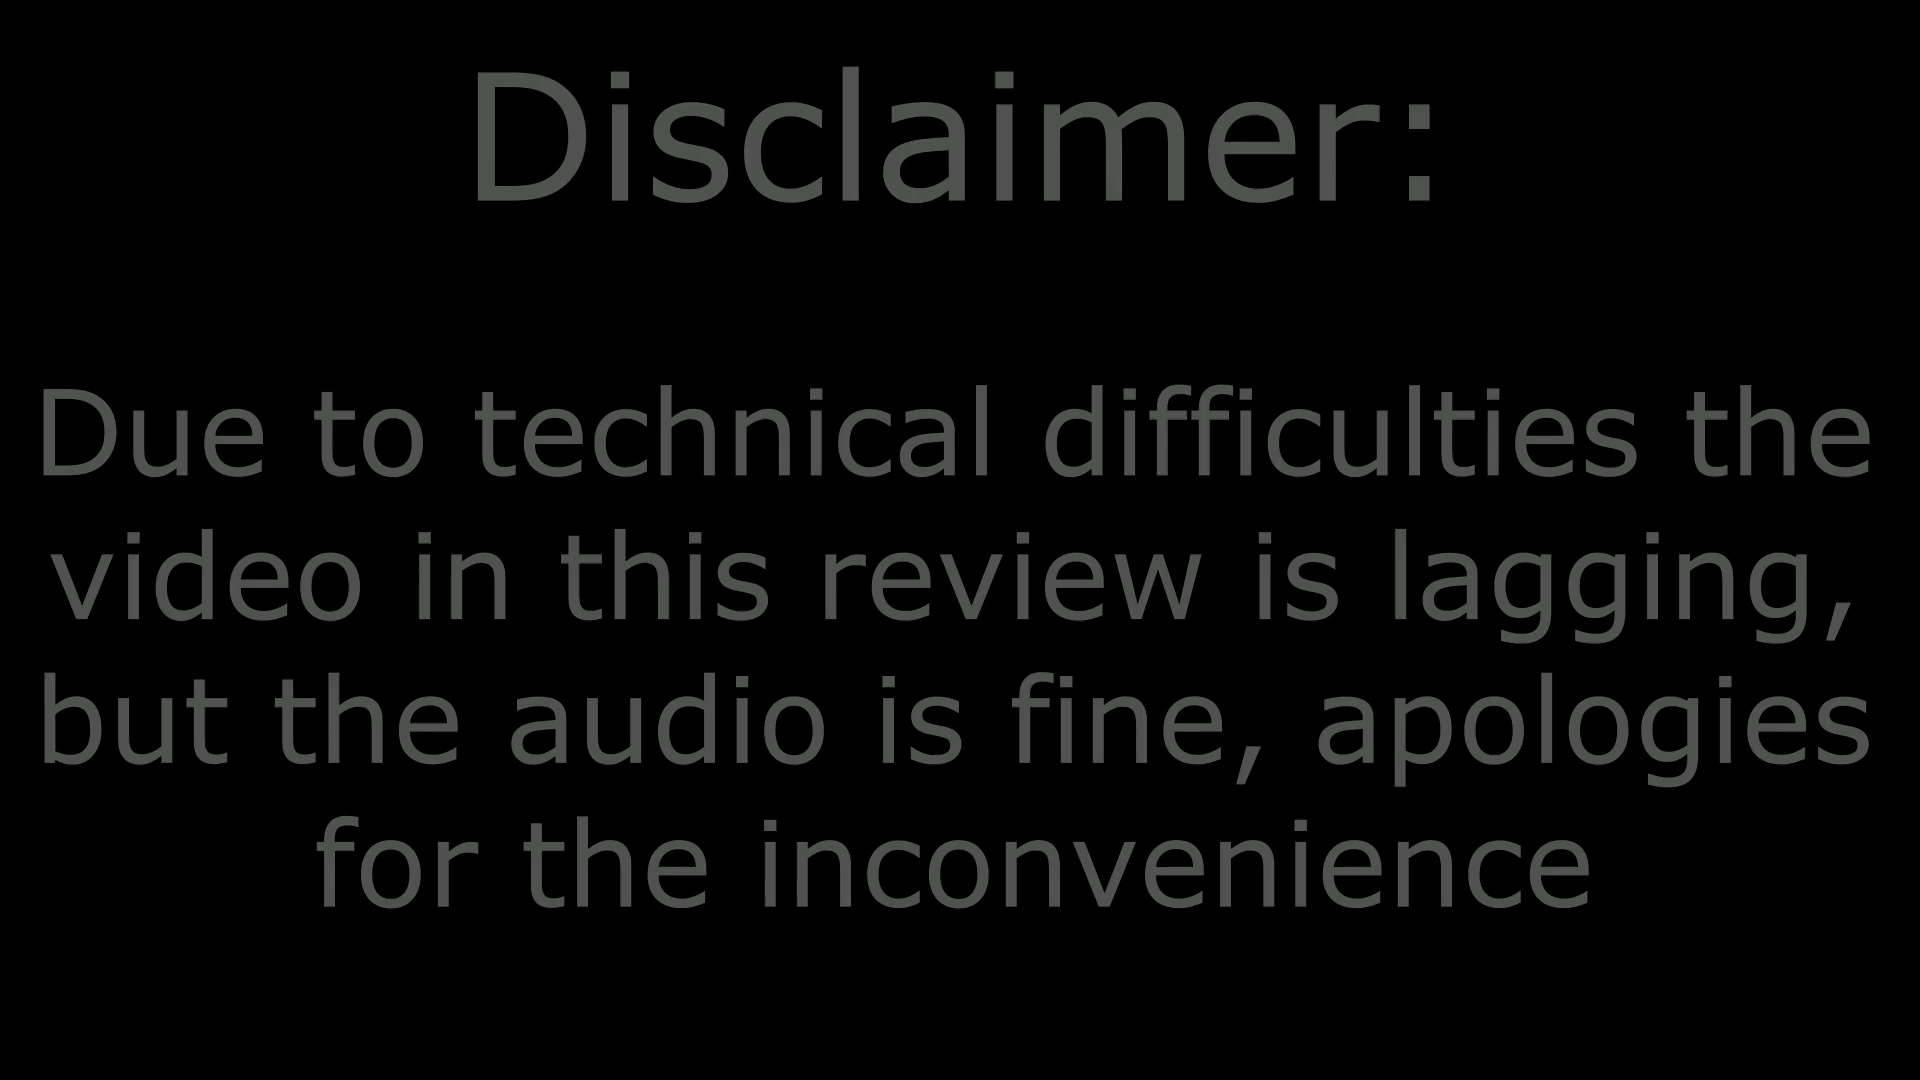 Disclaimer:
Due to technical difficulties the
video in this review is lagging,
but the audio is fine, apologies
for the inconvenience